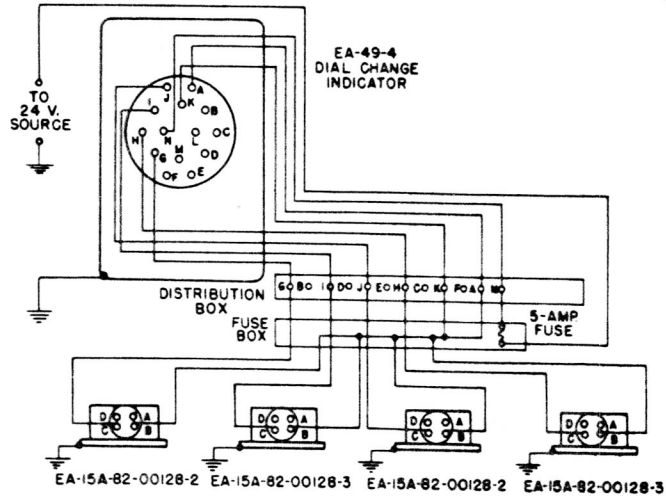 EA-49-4
DIAL CHANGE
INDICATOR
TO
24 V.
SOURCE
J
A
K
I
B
H
N
L
C
G
M
D
F
E
DISTRIBUTION
BOX
G B I D J E H C K F A M
FUSE
BOX
5-AMP
FUSE
D A
C B
D A
C B
D A
C B
D A
C B
EA-15A-82-00128-2
EA-15A-82-00128-3
EA-15A-82-00128-2
EA-15A-82-00128-3